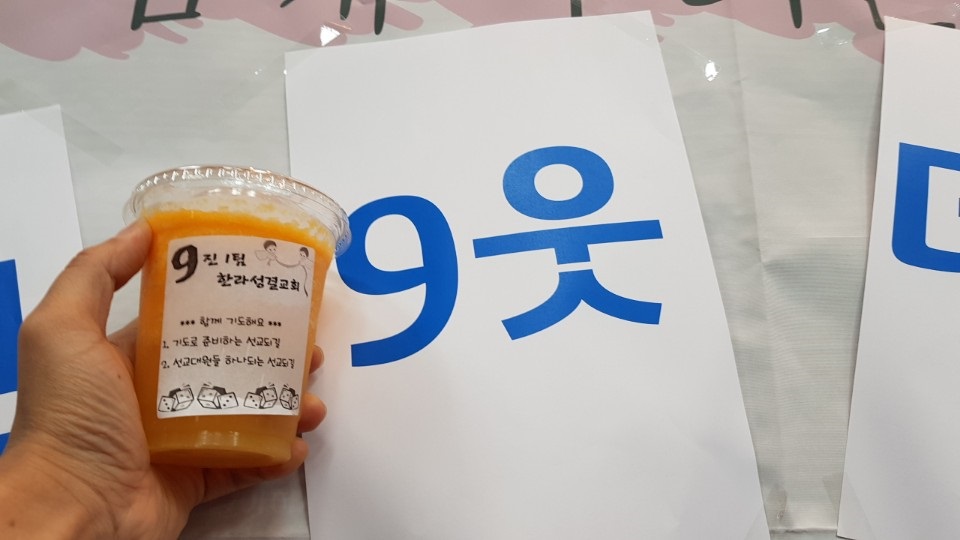 9진 1팀
한라성결교회
••• 함께 기도해요 •••
1. 기도로 준비하는 선교되길
2. 선교대원들 하나되는 선교되길
9웃